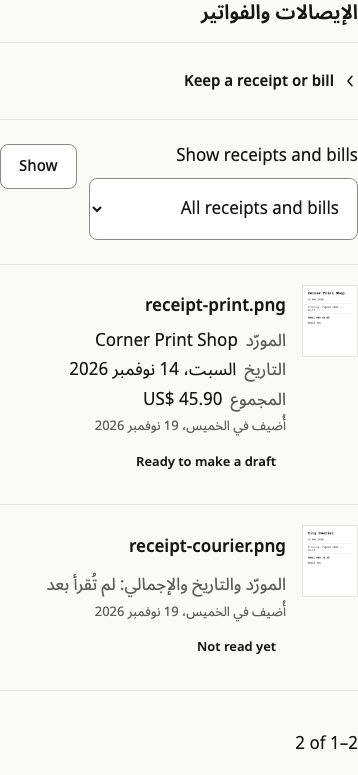 الإيصالات والفواتير
Keep a receipt or bill
Show receipts and bills
All receipts and bills
Show
receipt-print.png
المورّد Corner Print Shop
التاريخ السبت، 14 نوفمبر 2026
المجموع US$ 45.90
أُضيف في الخميس، 19 نوفمبر 2026
Ready to make a draft
receipt-courier.png
المورّد والتاريخ والإجمالي: لم تُقرأ بعد
أُضيف في الخميس، 19 نوفمبر 2026
Not read yet
2 of 1–2